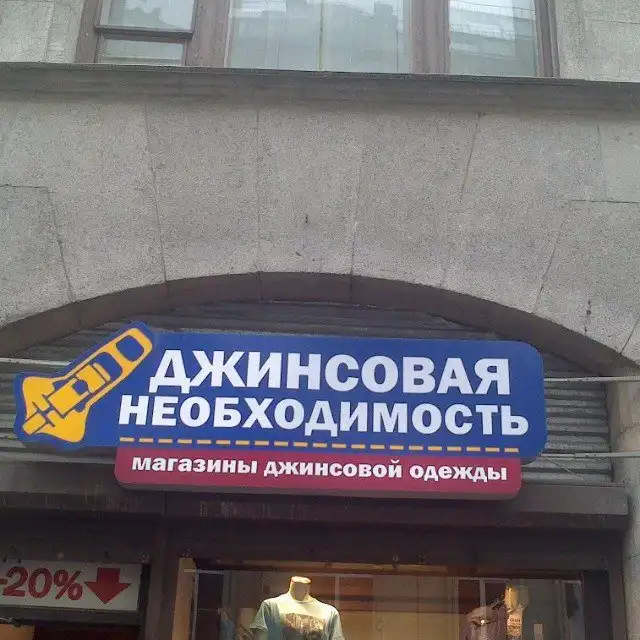 ДЖИНСОВАЯ
НЕОБХОДИМОСТЬ
магазины джинсовой одежды
-20%